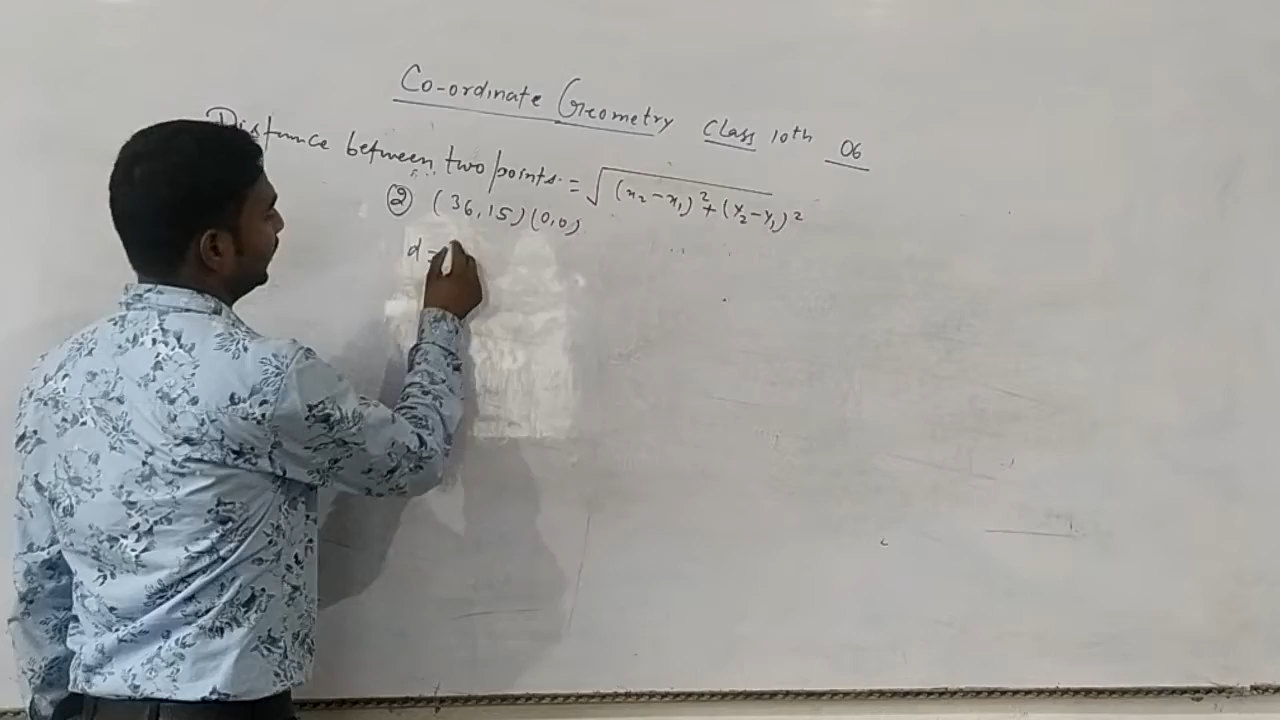 Co-ordinate Geometry Class 10th 06
Distance between two points = √(x₂-x₁)²+(y₂-y₁)²
② (36,15)(0,0)
d =